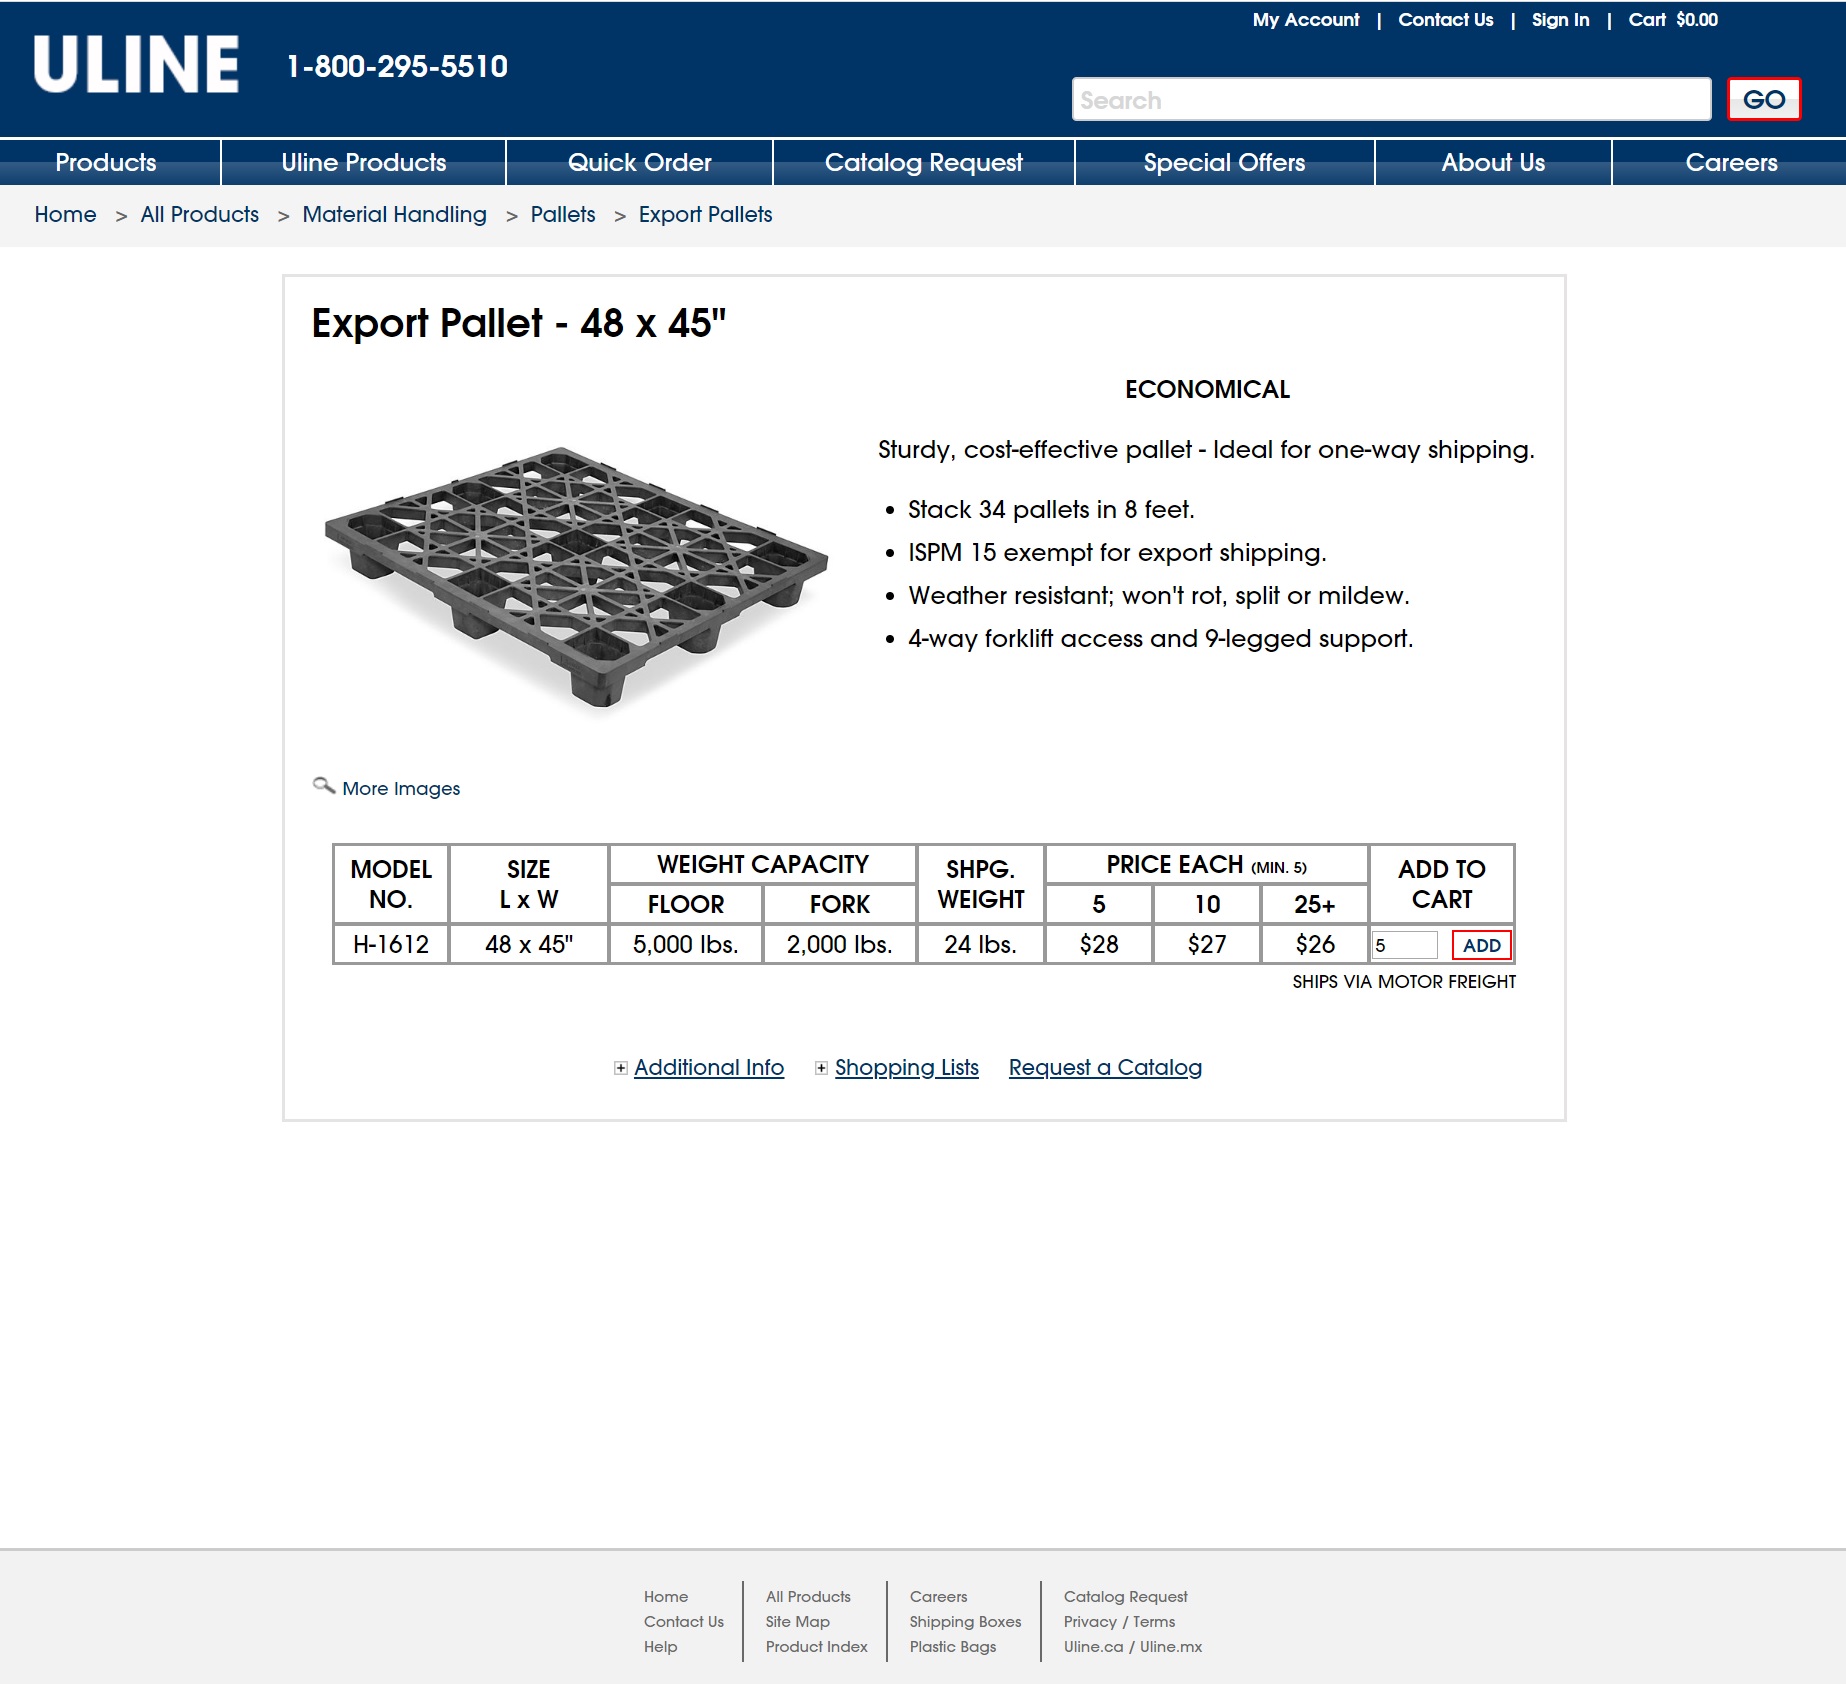 My Account | Contact Us | Sign In | Cart $0.00
ULINE
1-800-295-5510
Search
GO
Products
Uline Products
Quick Order
Catalog Request
Special Offers
About Us
Careers
Home > All Products > Material Handling > Pallets > Export Pallets
Export Pallet - 48 x 45"
ECONOMICAL
Sturdy, cost-effective pallet - Ideal for one-way shipping.
• Stack 34 pallets in 8 feet.
• ISPM 15 exempt for export shipping.
• Weather resistant; won't rot, split or mildew.
• 4-way forklift access and 9-legged support.
More Images
MODEL NO.
SIZE L x W
WEIGHT CAPACITY
FLOOR
FORK
SHPG. WEIGHT
PRICE EACH (MIN. 5)
5
10
25+
ADD TO CART
H-1612
48 x 45"
5,000 lbs.
2,000 lbs.
24 lbs.
$28
$27
$26
5
ADD
SHIPS VIA MOTOR FREIGHT
Additional Info
Shopping Lists
Request a Catalog
Home
Contact Us
Help
All Products
Site Map
Product Index
Careers
Shipping Boxes
Plastic Bags
Catalog Request
Privacy / Terms
Uline.ca / Uline.mx